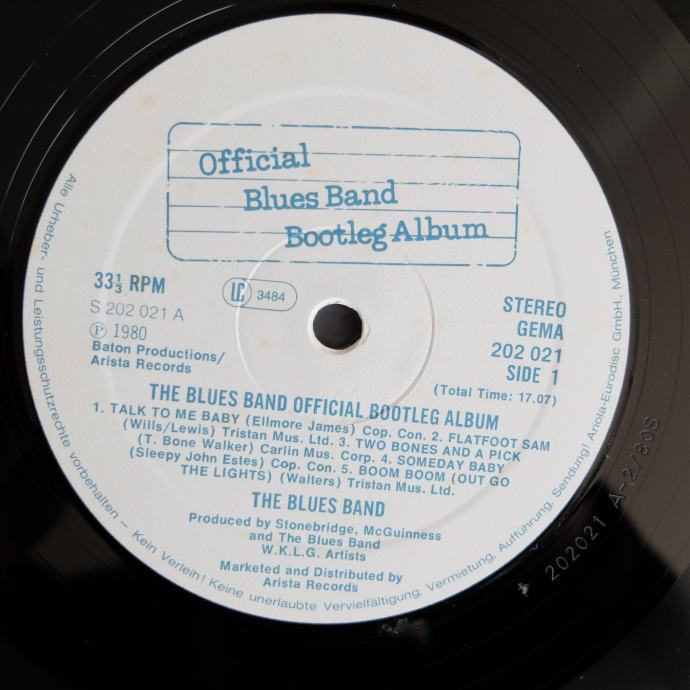 Official
Blues Band
Bootleg Album
33⅓ RPM
LC 3484
S 202 021 A
Ⓟ 1980
Baton Productions/
Arista Records
STEREO
GEMA
202 021
SIDE 1
(Total Time: 17.07)
THE BLUES BAND OFFICIAL BOOTLEG ALBUM
1. TALK TO ME BABY (Ellmore James) Cop. Con. 2. FLATFOOT SAM
(Wills/Lewis) Tristan Mus. Ltd. 3. TWO BONES AND A PICK
(T. Bone Walker) Carlin Mus. Corp. 4. SOMEDAY BABY
(Sleepy John Estes) Cop. Con. 5. BOOM BOOM (OUT GO
THE LIGHTS) (Walters) Tristan Mus. Ltd.
THE BLUES BAND
Produced by Stonebridge, McGuinness
and The Blues Band
W.K.L.G. Artists
Marketed and Distributed by
Arista Records
Alle Urheber- und Leistungsschutzrechte vorbehalten – Kein Verleih! Keine unerlaubte Vervielfältigung, Vermietung, Aufführung, Sendung! Ariola-Eurodisc GmbH., München
202021 A-2/80S